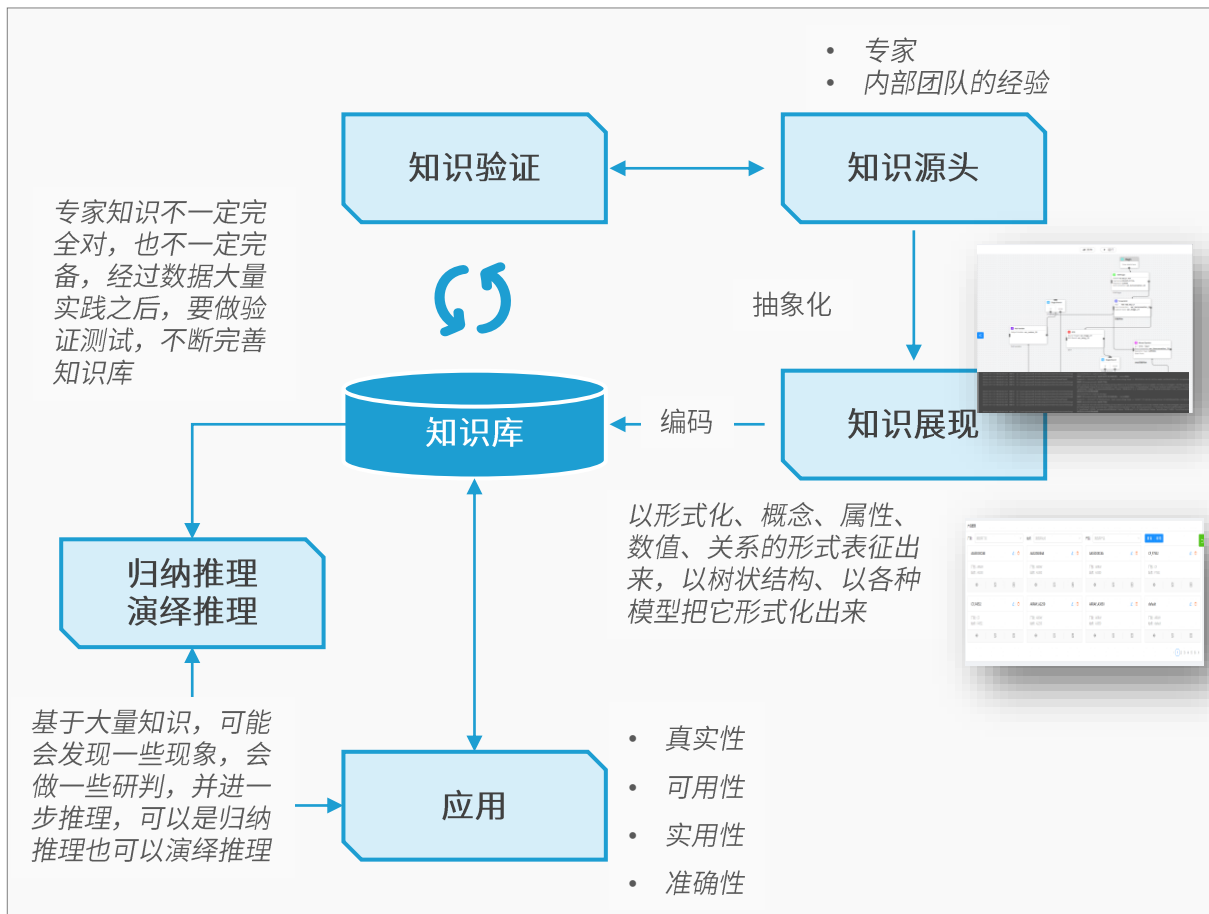 • 专家
• 内部团队的经验
知识验证
知识源头
专家知识不一定完
全对，也不一定完
备，经过数据大量
实践之后，要做验
证测试，不断完善
知识库
抽象化
知识库
编码
知识展现
以形式化、概念、属性、
数值、关系的形式表征出
来，以树状结构、以各种
模型把它形式化出来
归纳推理
演绎推理
基于大量知识，可能
会发现一些现象，会
做一些研判，并进一
步推理，可以是归纳
推理也可以演绎推理
应用
• 真实性
• 可用性
• 实用性
• 准确性